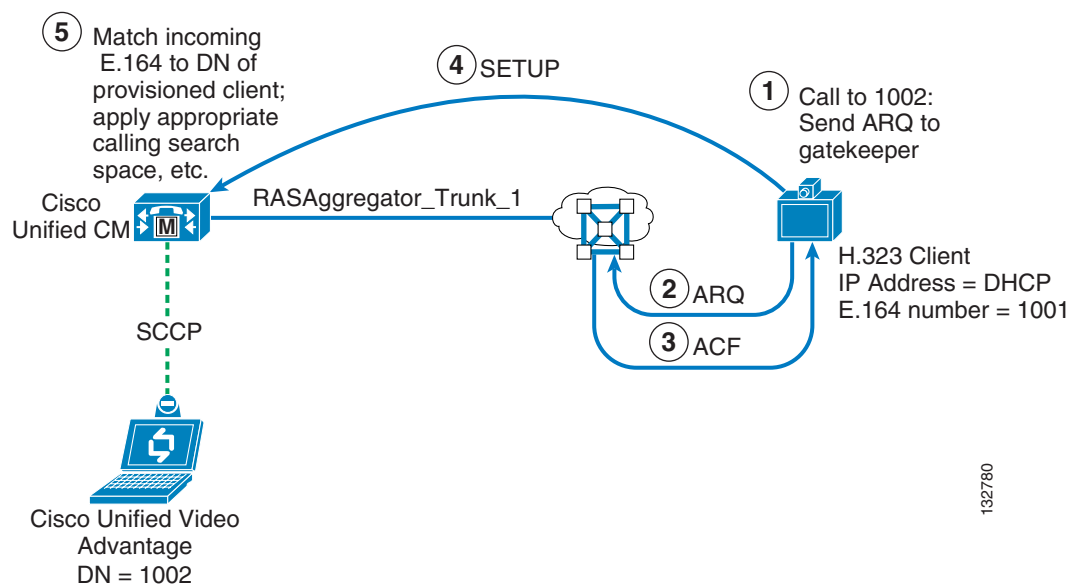 5
Match incoming
E.164 to DN of
provisioned client;
apply appropriate
calling search
space, etc.
4 SETUP
1
Call to 1002:
Send ARQ to
gatekeeper
Cisco
Unified CM
M
RASAggregator_Trunk_1
H.323 Client
IP Address = DHCP
E.164 number = 1001
2 ARQ
3 ACF
SCCP
Cisco Unified Video
Advantage
DN = 1002
132780